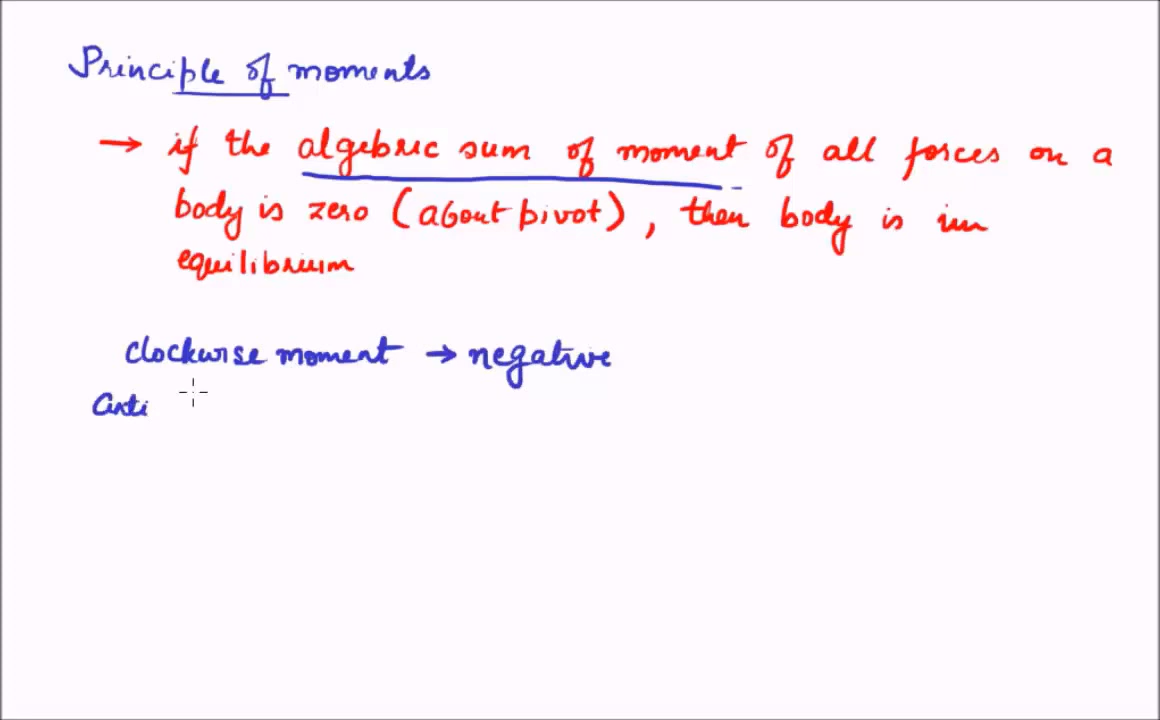 Principle of moments
→ if the algebric sum of moment of all forces on a
body is zero (about pivot), then body is in
equilibrium
clockwise moment → negative
Anti